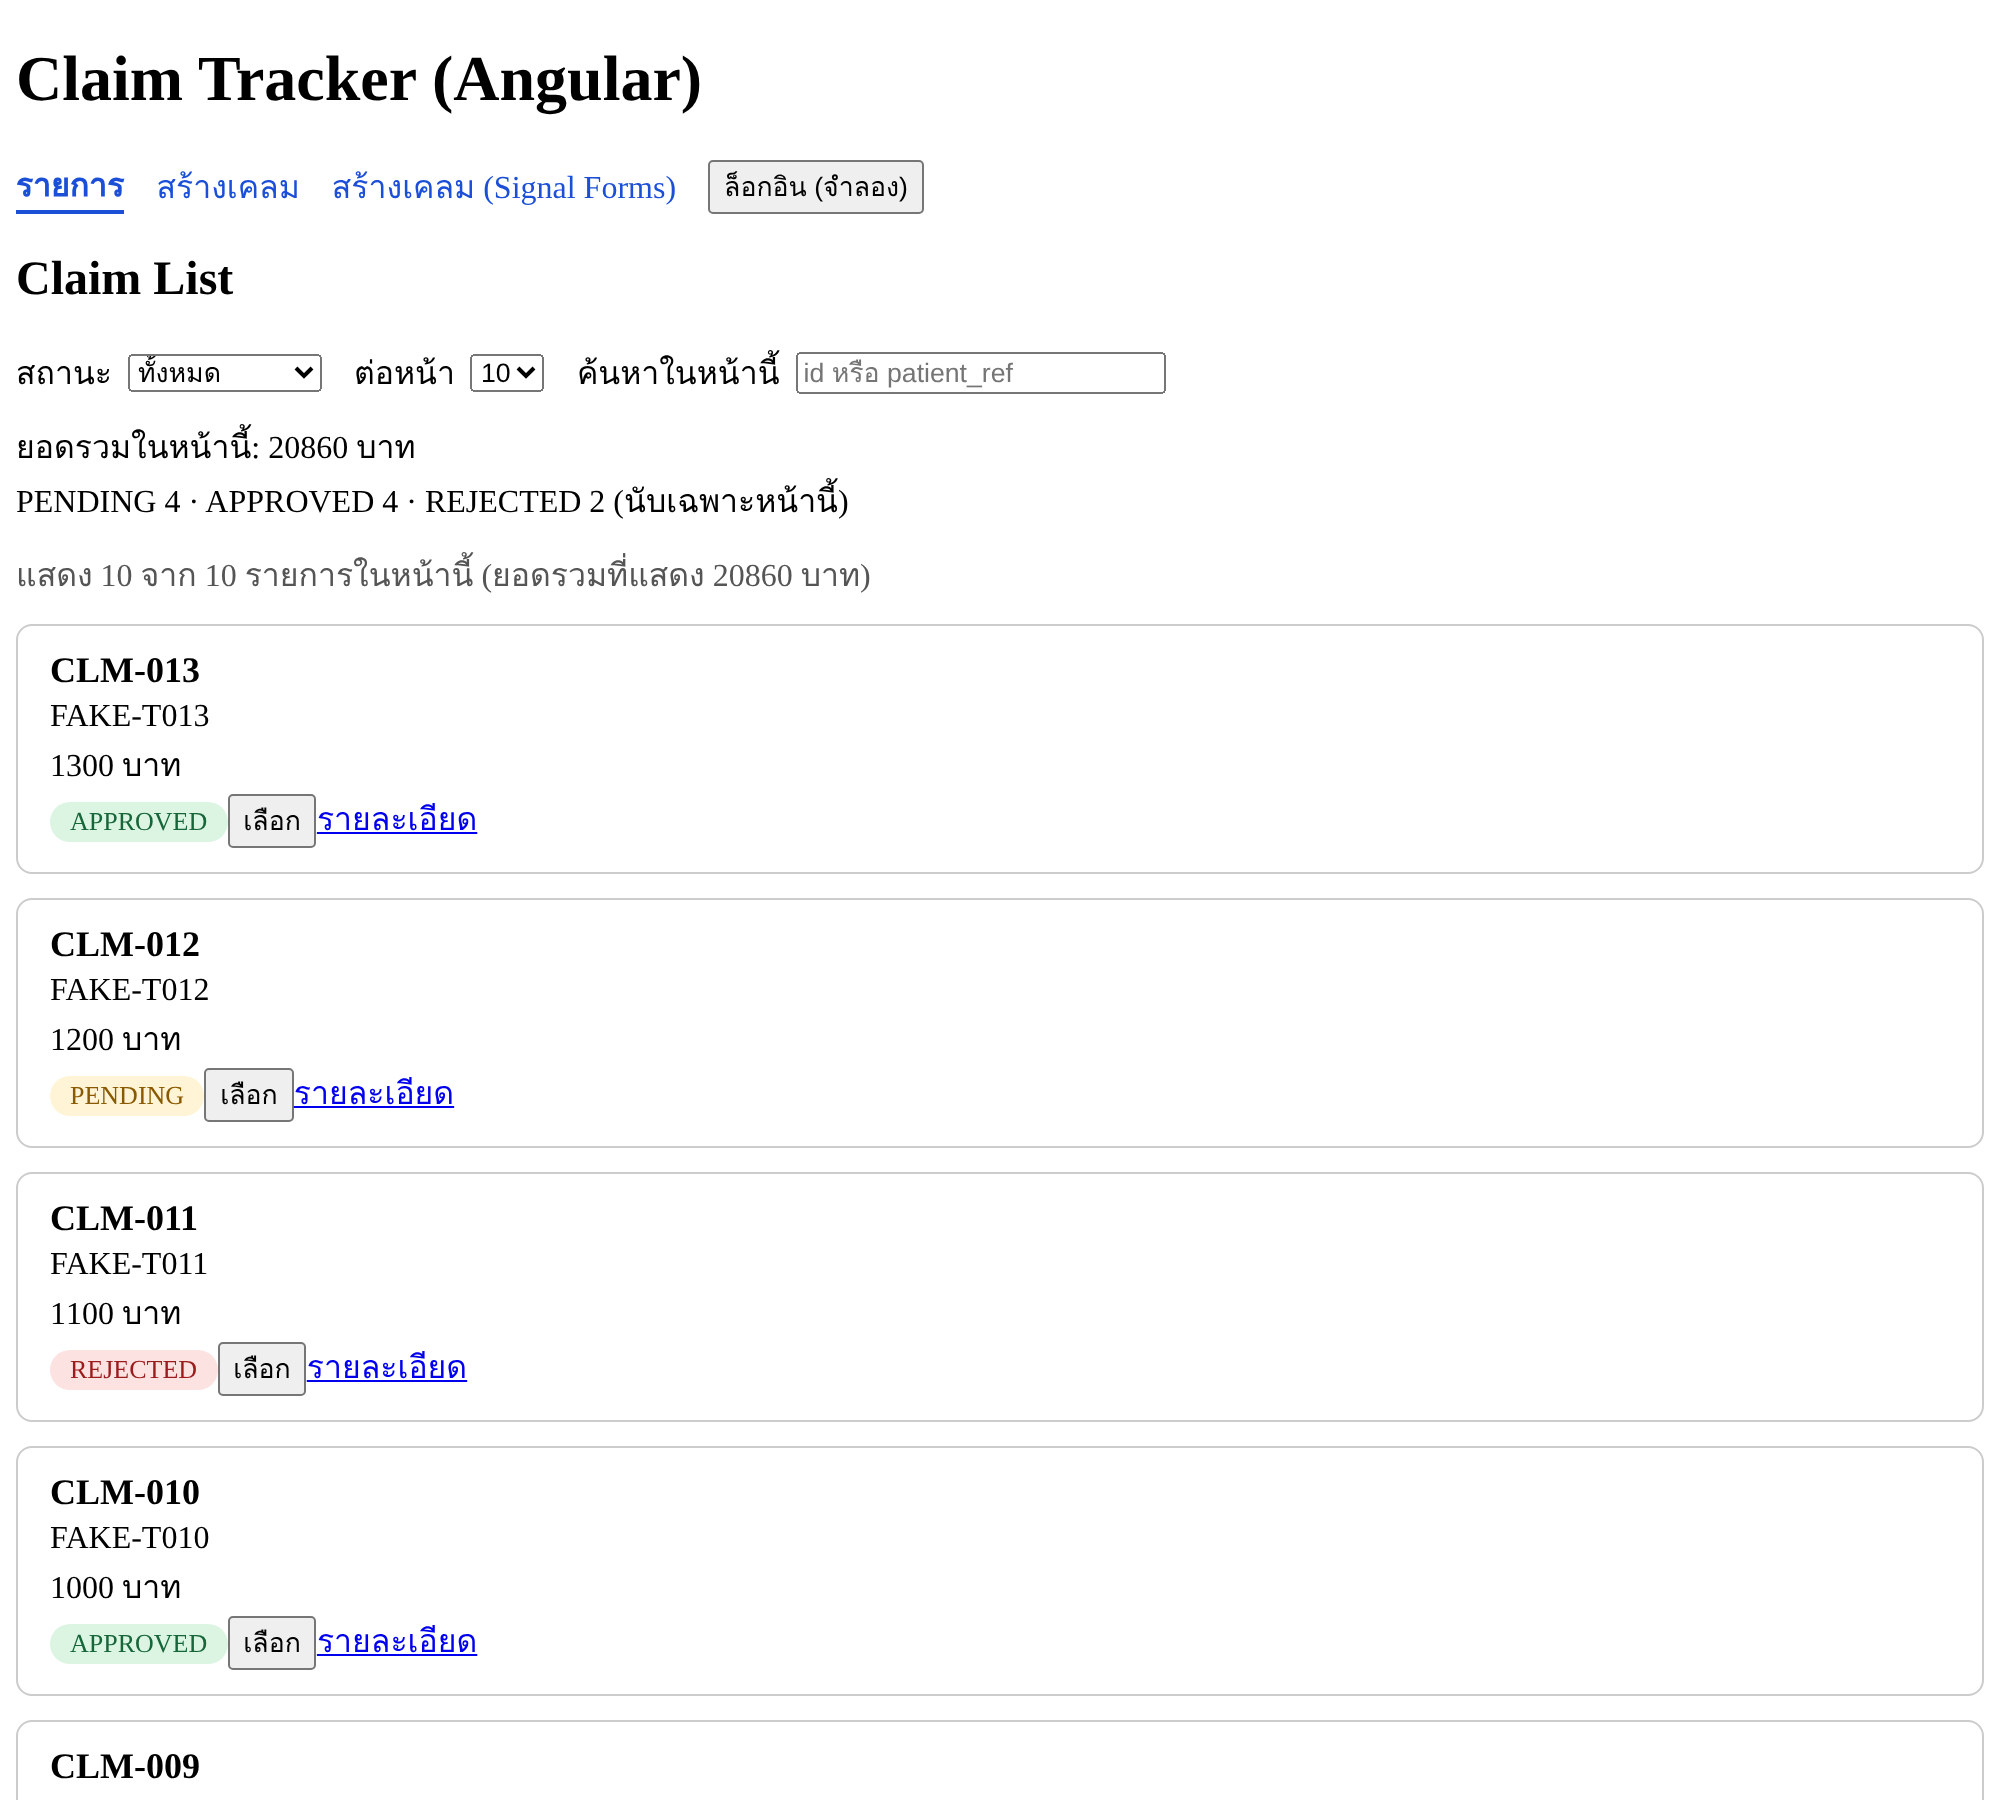 Claim Tracker (Angular)
รายการ สร้างเคลม สร้างเคลม (Signal Forms) ล็อกอิน (จำลอง)
Claim List
สถานะ ทั้งหมด ต่อหน้า 10 ค้นหาในหน้านี้ id หรือ patient_ref
ยอดรวมในหน้านี้: 20860 บาท
PENDING 4 · APPROVED 4 · REJECTED 2 (นับเฉพาะหน้านี้)
แสดง 10 จาก 10 รายการในหน้านี้ (ยอดรวมที่แสดง 20860 บาท)
CLM-013
FAKE-T013
1300 บาท
APPROVED เลือก รายละเอียด
CLM-012
FAKE-T012
1200 บาท
PENDING เลือก รายละเอียด
CLM-011
FAKE-T011
1100 บาท
REJECTED เลือก รายละเอียด
CLM-010
FAKE-T010
1000 บาท
APPROVED เลือก รายละเอียด
CLM-009